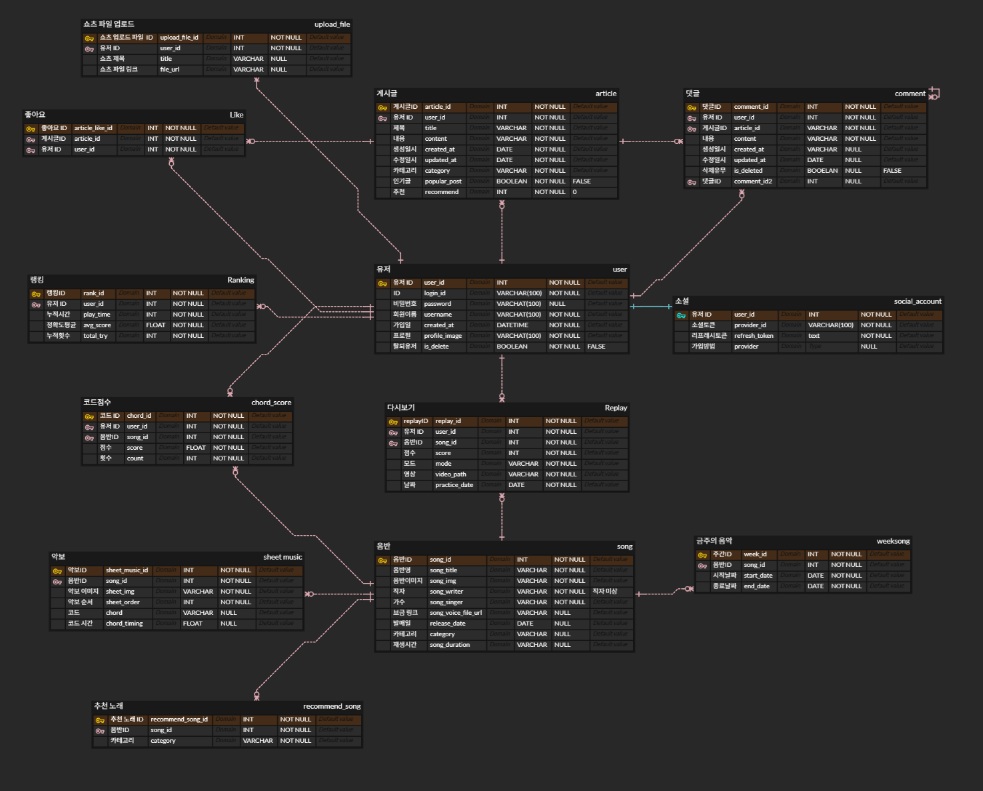 쇼츠 파일 업로드 upload_file
쇼츠 업로드 파일 ID upload_file_id Domain INT NOT NULL Default value
유저 ID user_id Domain INT NOT NULL Default value
쇼츠 제목 title Domain VARCHAR NULL Default value
쇼츠 파일 링크 file_url Domain VARCHAR NOT NULL Default value
좋아요 Like
좋아요 ID article_like_id Domain INT NOT NULL Default value
게시글ID article_id Domain INT NOT NULL Default value
유저 ID user_id Domain INT NOT NULL Default value
게시글 article
게시글ID article_id Domain INT NOT NULL Default value
유저 ID user_id Domain INT NOT NULL Default value
제목 title Domain VARCHAR NOT NULL Default value
내용 content Domain VARCHAR NOT NULL Default value
생성일시 created_at Domain DATE NOT NULL Default value
수정일시 updated_at Domain DATE NOT NULL Default value
카테고리 category Domain VARCHAR NOT NULL Default value
인기글 popular_post Domain BOOLEAN NOT NULL FALSE
추천 recommend Domain INT NOT NULL 0
댓글 comment
댓글ID comment_id Domain INT NOT NULL Default value
유저 ID user_id Domain INT NOT NULL Default value
게시글ID article_id Domain VARCHAR NOT NULL Default value
내용 content Domain VARCHAR NOT NULL Default value
생성일시 created_at Domain DATE NOT NULL Default value
수정일시 updated_at Domain DATE NULL Default value
삭제유무 is_deleted Domain BOOELAN NULL FALSE
댓글ID comment_id2 Domain INT NULL Default value
랭킹 Ranking
랭킹ID rank_id Domain INT NOT NULL Default value
유저 ID user_id Domain INT NOT NULL Default value
누적시간 play_time Domain INT NOT NULL Default value
정확도평균 avg_score Domain FLOAT NOT NULL Default value
누적횟수 total_try Domain INT NOT NULL Default value
유저 user
유저 ID user_id Domain INT NOT NULL Default value
ID login_id Domain VARCHAR(100) NOT NULL Default value
비밀번호 password Domain VARCHAT(100) NULL Default value
회원이름 username Domain VARCHAT(100) NOT NULL Default value
가입일 created_at Domain DATETIME NOT NULL Default value
프로필 profile_image Domain VARCHAT(100) NOT NULL Default value
탈퇴유저 is_delete Domain BOOLEAN NOT NULL FALSE
소셜 social_account
유저 ID user_id Domain INT NOT NULL Default value
소셜토큰 provider_id Domain VARCHAR(100) NOT NULL Default value
리프레시토큰 refresh_token Domain text NOT NULL Default value
가입방법 provider Domain NULL Default value
코드점수 chord_score
코드 ID chord_id Domain INT NOT NULL Default value
유저 ID user_id Domain INT NOT NULL Default value
음반ID song_id Domain INT NOT NULL Default value
점수 score Domain FLOAT NOT NULL Default value
횟수 count Domain INT NOT NULL Default value
다시보기 Replay
replayID replay_id Domain INT NOT NULL Default value
유저 ID user_id Domain INT NOT NULL Default value
음반ID song_id Domain INT NOT NULL Default value
점수 score Domain INT NOT NULL Default value
모드 mode Domain VARCHAR NOT NULL Default value
영상 video_path Domain VARCHAR NOT NULL Default value
날짜 practice_date Domain DATE NOT NULL Default value
악보 sheet music
악보ID sheet_music_id Domain INT NOT NULL Default value
음반ID song_id Domain INT NOT NULL Default value
악보 이미지 sheet_img Domain VARCHAR NOT NULL Default value
악보 순서 sheet_order Domain INT NOT NULL Default value
코드 chord Domain VARCHAR NULL Default value
코드 시간 chord_timing Domain FLOAT NULL Default value
음반 song
음반ID song_id Domain INT NOT NULL Default value
음반명 song_title Domain VARCHAR NOT NULL Default value
음반이미지 song_img Domain VARCHAR NOT NULL Default value
작자 song_writer Domain VARCHAR NOT NULL 작자 미상
가수 song_singer Domain VARCHAR NOT NULL Default value
보컬 링크 song_voice_file_url Domain VARCHAR NOT NULL Default value
발매일 release_date Domain DATE NULL Default value
카테고리 category Domain VARCHAR NULL Default value
재생시간 song_duration Domain VARCHAR NULL Default value
금주의 음악 weeksong
주간ID week_id Domain INT NOT NULL Default value
음반ID song_id Domain INT NOT NULL Default value
시작날짜 start_date Domain DATE NOT NULL Default value
종료날짜 end_date Domain DATE NOT NULL Default value
추천 노래 recommend_song
추천 노래 ID recommend_song_id Domain INT NOT NULL Default value
음반ID song_id Domain INT NOT NULL Default value
카테고리 category Domain VARCHAR NOT NULL Default value